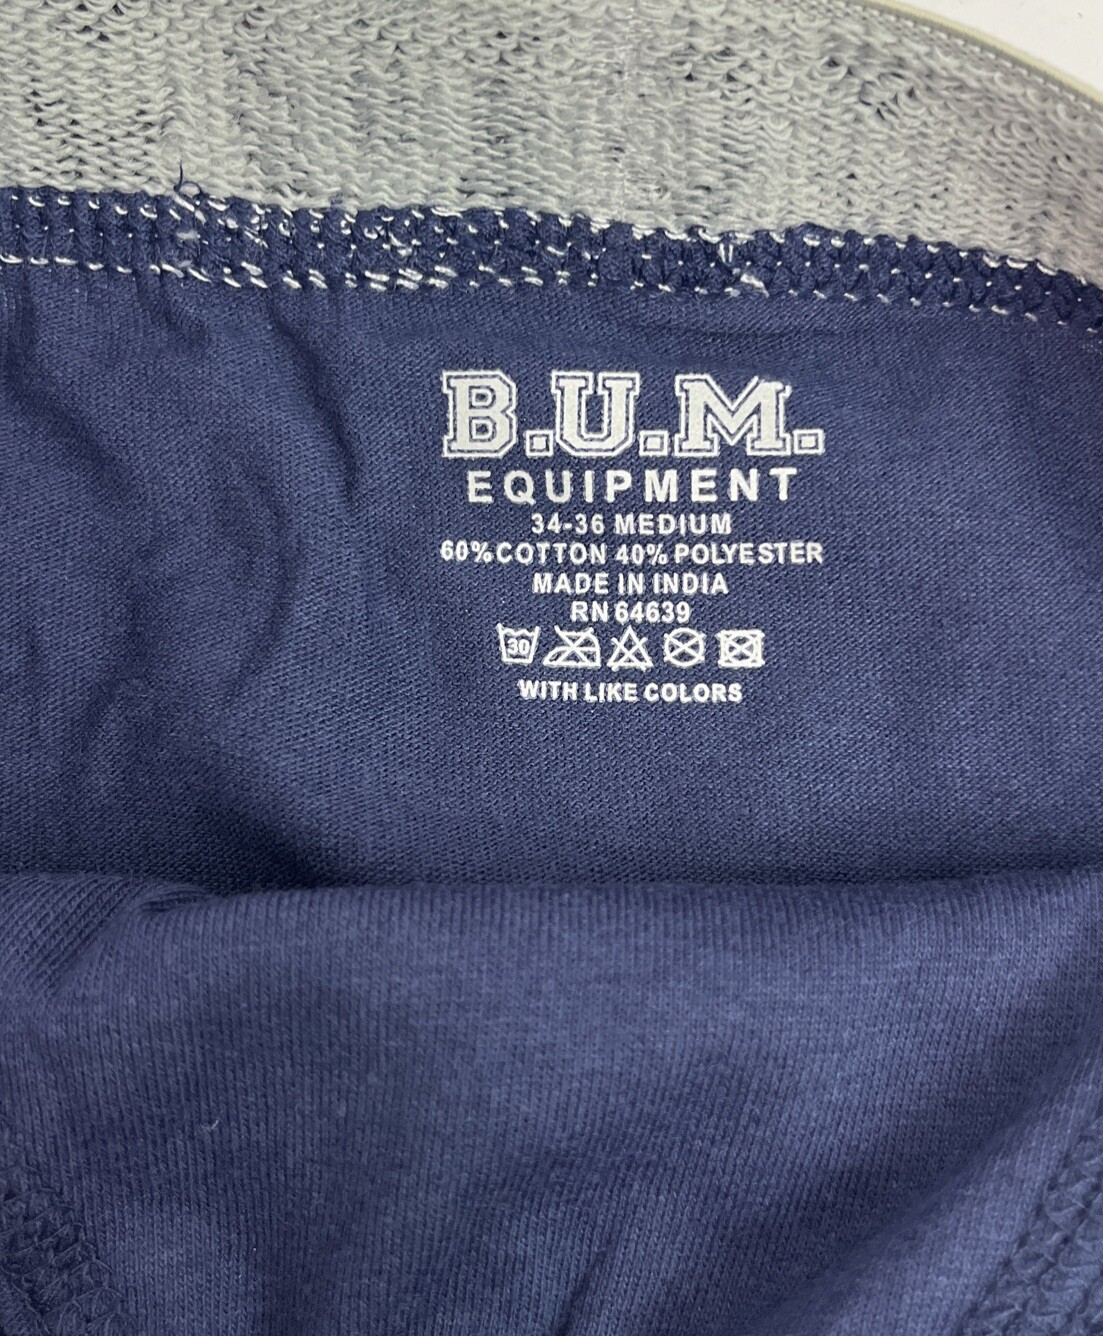 B.U.M.
EQUIPMENT
34-36 MEDIUM
60% COTTON 40% POLYESTER
MADE IN INDIA
RN 64639
30
WITH LIKE COLORS